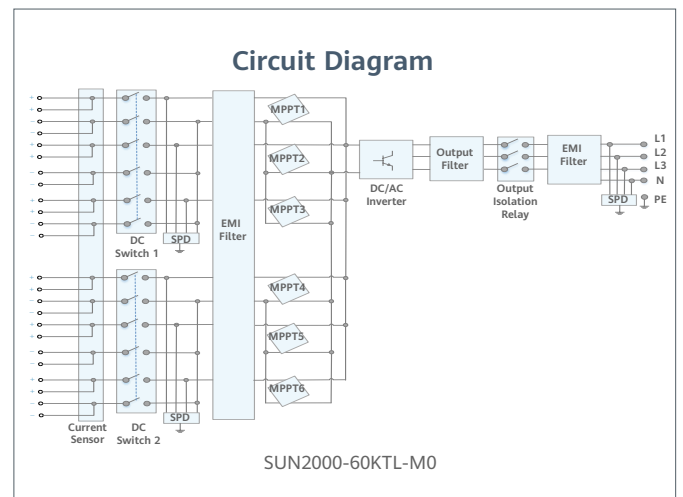 Circuit Diagram
MPPT1
MPPT2
MPPT3
MPPT4
MPPT5
MPPT6
EMI
Filter
DC
Switch 1
SPD
DC
Switch 2
SPD
Current
Sensor
DC/AC
Inverter
Output
Filter
Output
Isolation
Relay
EMI
Filter
L1
L2
L3
N
PE
SPD
SUN2000-60KTL-M0